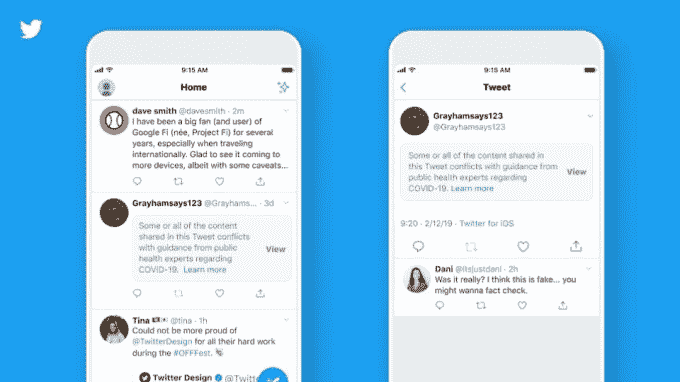 9:15 AM
Home
dave smith @davesmith · 2m
I have been a big fan (and user) of
Google Fi (née, Project Fi) for several
years, especially when traveling
internationally. Glad to see it coming to
more devices, albeit with some caveats...
Grayhamsays123 @Grayhams... · 3d
Some or all of the content
shared in this Tweet conflicts
with guidance from public
health experts regarding
COVID-19. Learn more
View
Tina @tina · 1h
Could not be more proud of
@TwitterDesign for all their hard work
during the #OFFFest.
Twitter Design @Twitt
9:15 AM
Tweet
Grayhamsays123
@Grayhamsays123
Some or all of the content shared
in this Tweet conflicts with
guidance from
public health experts regarding
COVID-19. Learn more
View
9:20 · 2/12/19 · Twitter for iOS
Dani @itsjustdani · 2h
Was it really? I think this is fake... you
might wanna fact check.